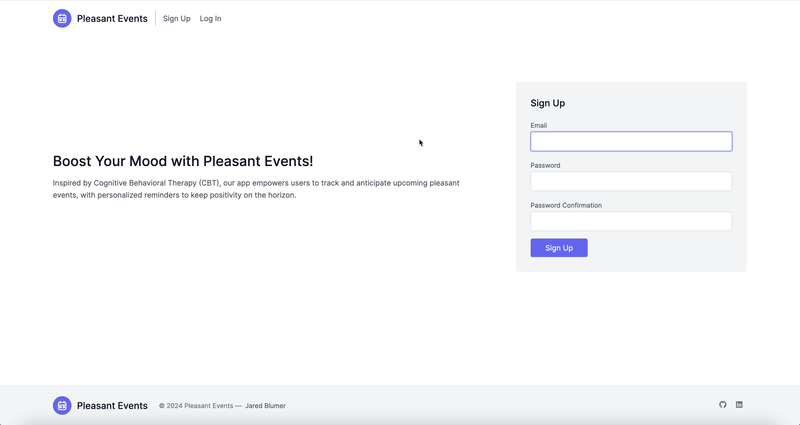 Pleasant Events Sign Up Log In
Boost Your Mood with Pleasant Events!
Inspired by Cognitive Behavioral Therapy (CBT), our app empowers users to track and anticipate upcoming pleasant
events, with personalized reminders to keep positivity on the horizon.
Sign Up
Email
Password
Password Confirmation
Sign Up
Pleasant Events © 2024 Pleasant Events — Jared Blumer